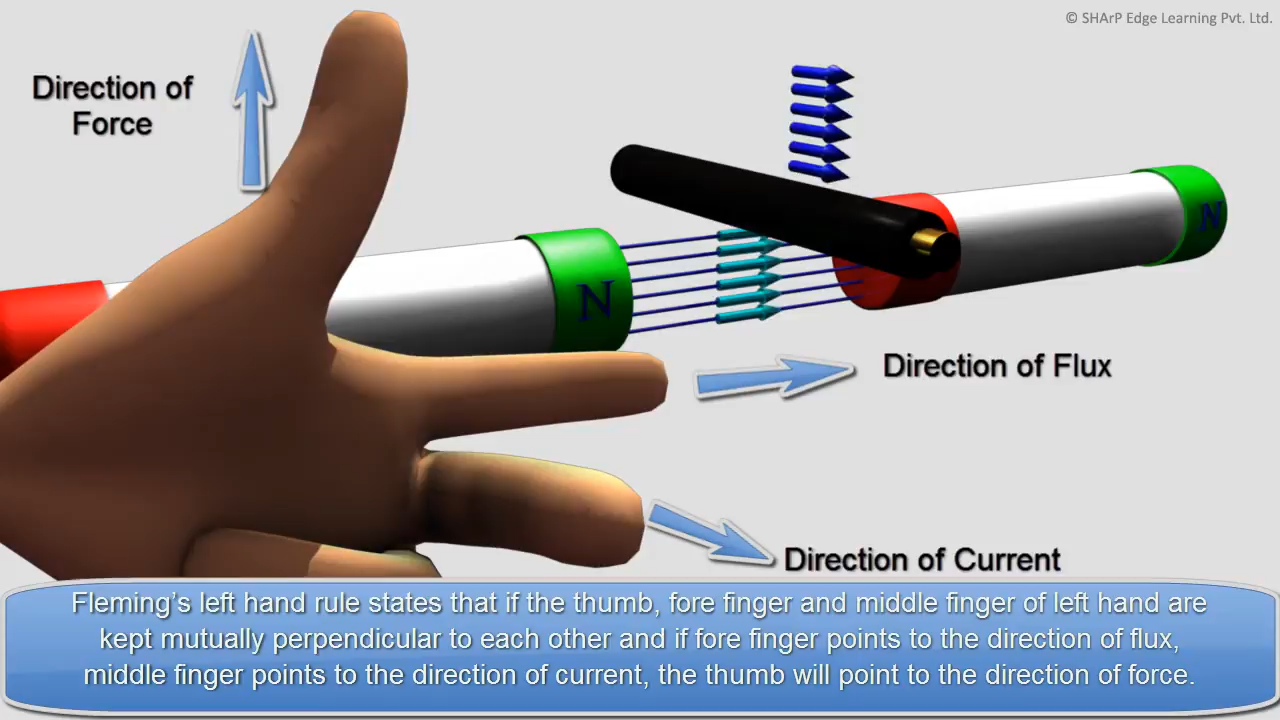 © SHArP Edge Learning Pvt. Ltd.
Direction of
Force
N
N
Direction of Flux
Direction of Current
Fleming's left hand rule states that if the thumb, fore finger and middle finger of left hand are
kept mutually perpendicular to each other and if fore finger points to the direction of flux,
middle finger points to the direction of current, the thumb will point to the direction of force.